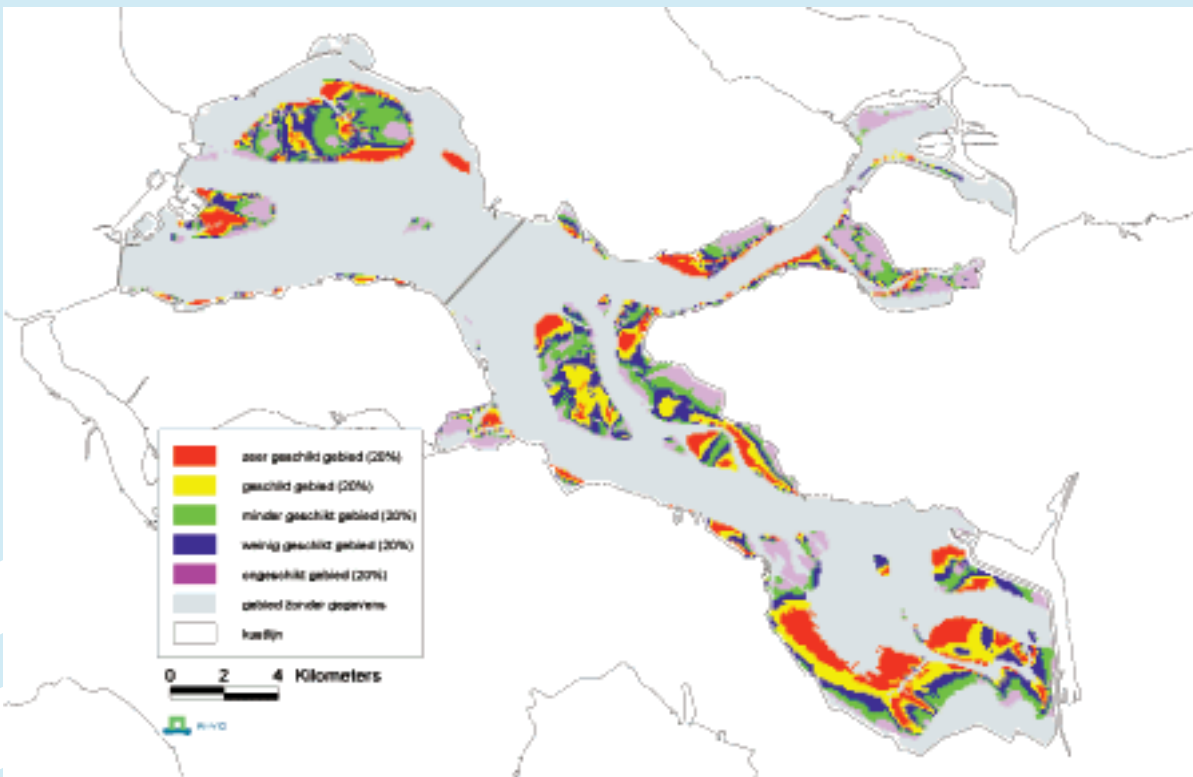 zeer geschikt gebied (20%)
geschikt gebied (20%)
minder geschikt gebied (20%)
weinig geschikt gebied (20%)
ongeschikt gebied (20%)
gebied zonder gegevens
kustlijn
0 2 4 Kilometers